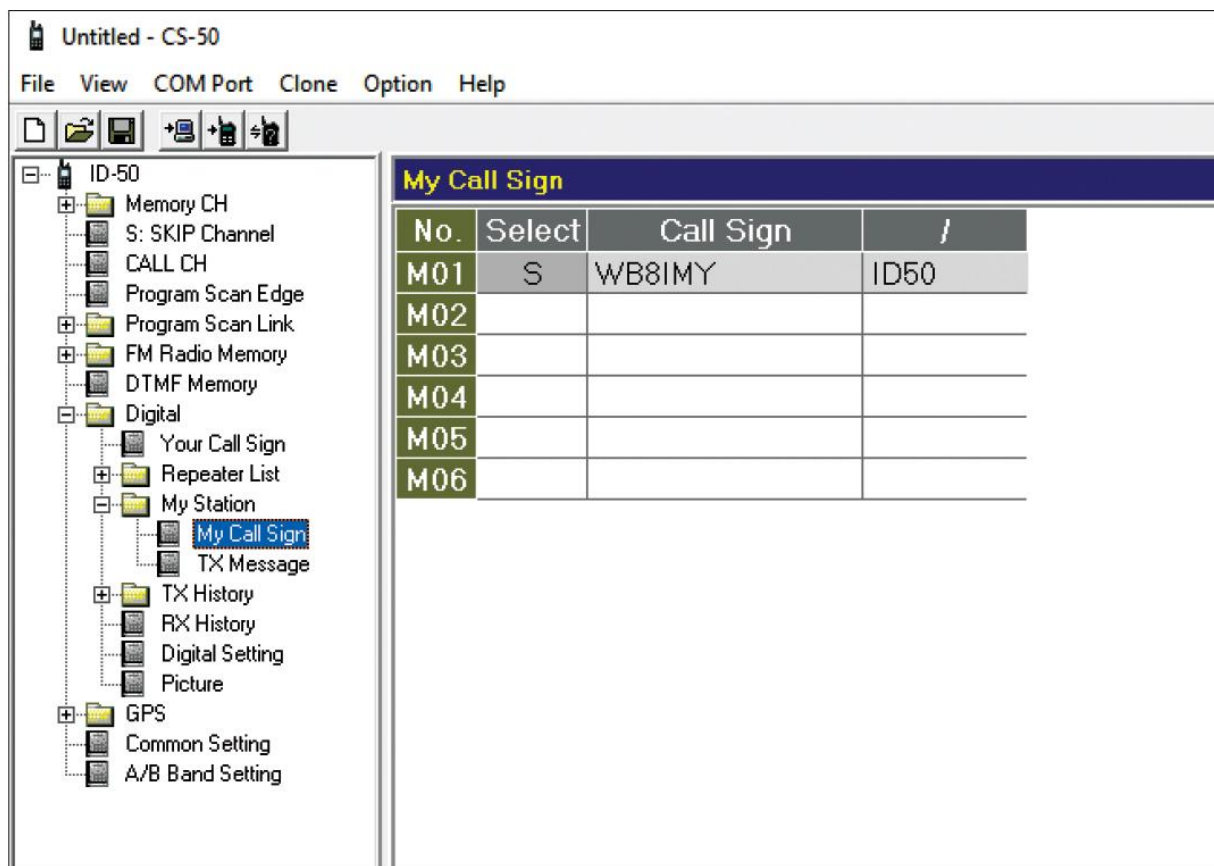 Untitled - CS-50
File View COM Port Clone Option Help
ID-50
Memory CH
S: SKIP Channel
CALL CH
Program Scan Edge
Program Scan Link
FM Radio Memory
DTMF Memory
Digital
Your Call Sign
Repeater List
My Station
My Call Sign
TX Message
TX History
RX History
Digital Setting
Picture
GPS
Common Setting
A/B Band Setting
My Call Sign
No. Select Call Sign /
M01 S WB8IMY ID50
M02
M03
M04
M05
M06